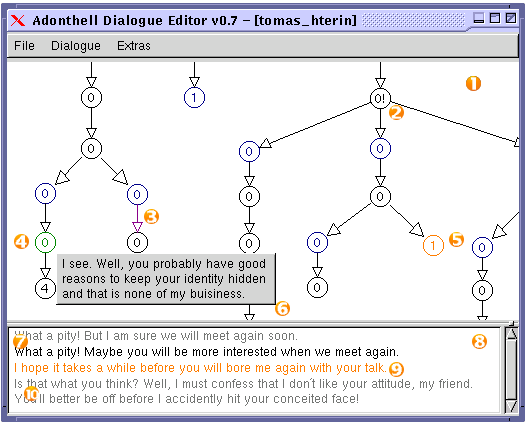 Adonthell Dialogue Editor v0.7 – [tomas_hterin]
File Dialogue Extras
1
0 1 0! 2
0
0 0 0
0 0 3 0 0
4 0 0 0 1 5 0
4 0 0
I see. Well, you probably have good
reasons to keep your identity hidden
and that is none of my buisiness.
6
What a pity! But I am sure we will meet again soon.
7 8
What a pity! Maybe you will be more interested when we meet again.
I hope it takes a while before you will bore me again with your talk. 9
Is that what you think? Well, I must confess that I don´t like your attitude, my friend.
10
You´ll better be off before I accidently hit your conceited face!